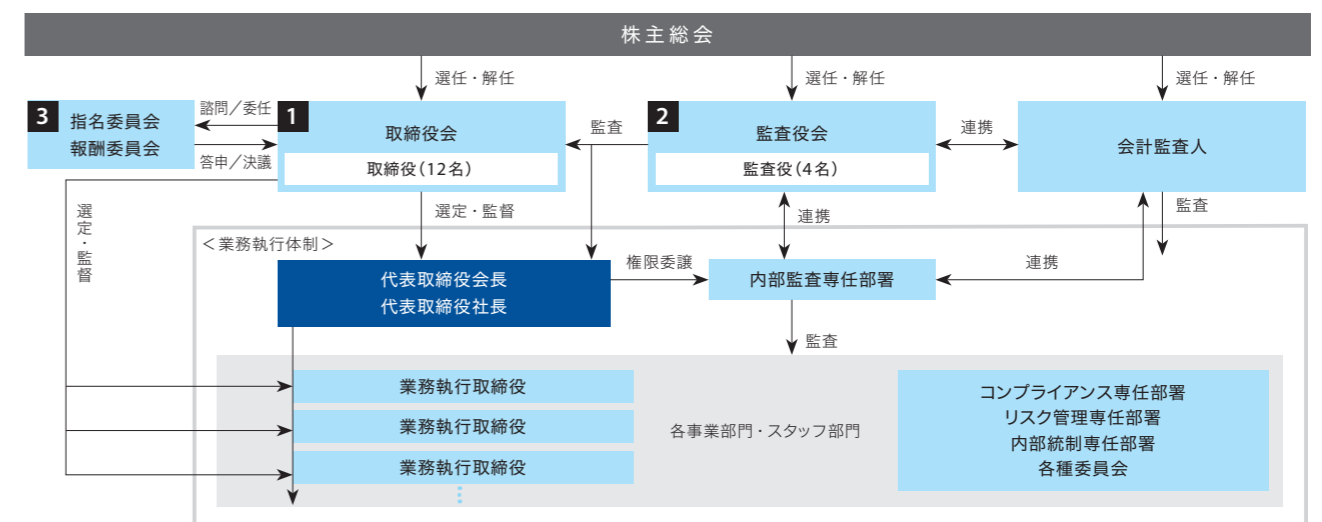 株主総会
選任・解任
選任・解任
選任・解任
3
指名委員会
報酬委員会
諮問／委任
答申／決議
1
取締役会
取締役（12名）
監査
2
監査役会
監査役（4名）
連携
会計監査人
選定・監督
選定・監督
連携
監査
＜業務執行体制＞
代表取締役会長
代表取締役社長
権限委譲
内部監査専任部署
連携
監査
業務執行取締役
業務執行取締役
業務執行取締役
各事業部門・スタッフ部門
コンプライアンス専任部署
リスク管理専任部署
内部統制専任部署
各種委員会